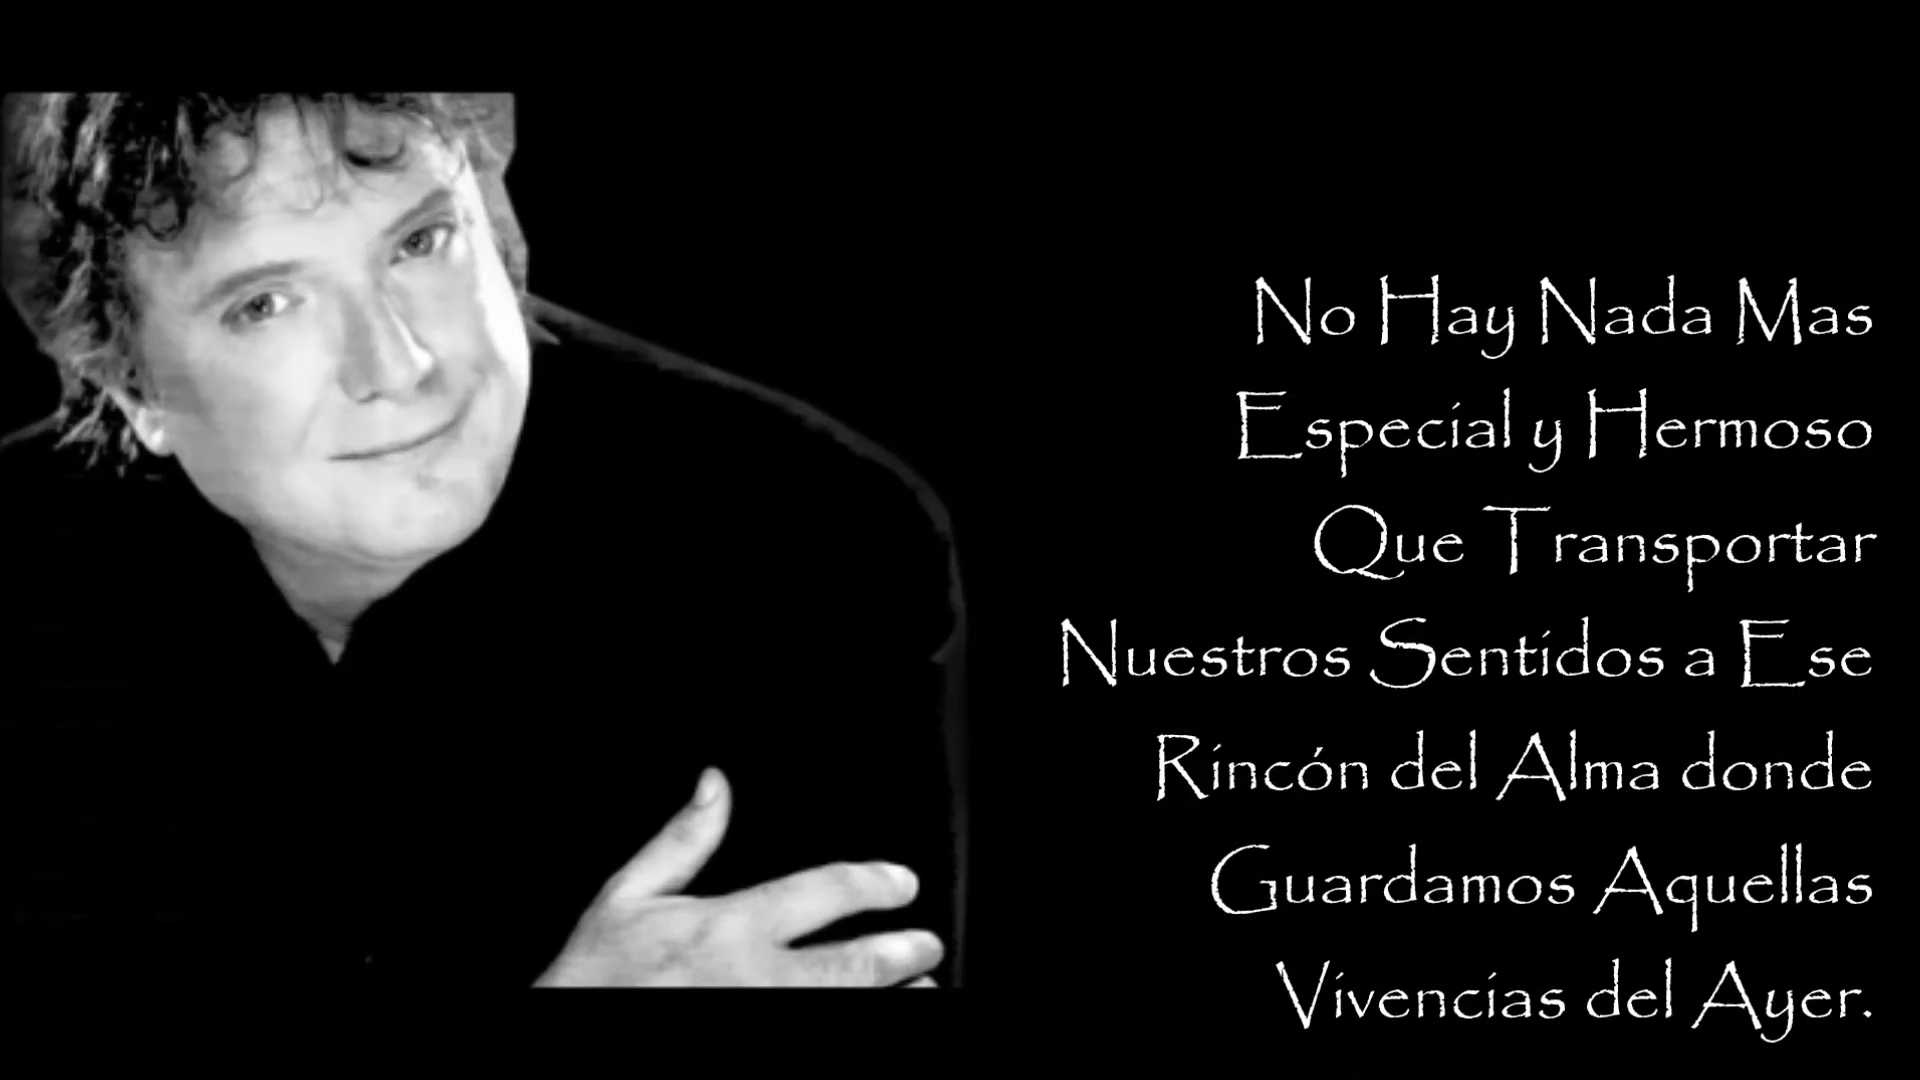 No Hay Nada Mas
Especial y Hermoso
Que Transportar
Nuestros Sentidos a Ese
Rincón del Alma donde
Guardamos Aquellas
Vivencias del Ayer.